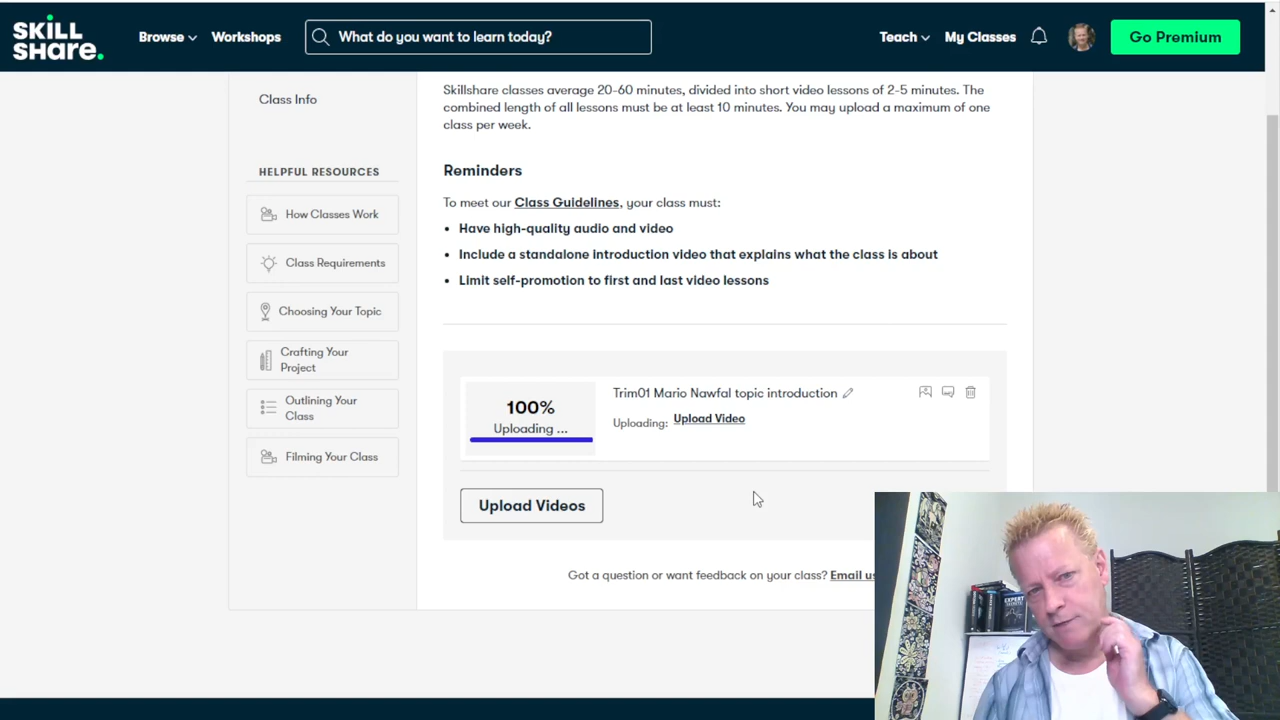 SKILL
SHARE.
Browse
Workshops
What do you want to learn today?
Teach
My Classes
Go Premium
Class Info
HELPFUL RESOURCES
How Classes Work
Class Requirements
Choosing Your Topic
Crafting Your
Project
Outlining Your
Class
Filming Your Class
Skillshare classes average 20-60 minutes, divided into short video lessons of 2-5 minutes. The
combined length of all lessons must be at least 10 minutes. You may upload a maximum of one
class per week.
Reminders
To meet our Class Guidelines, your class must:
• Have high-quality audio and video
• Include a standalone introduction video that explains what the class is about
• Limit self-promotion to first and last video lessons
100%
Uploading ...
Trim01 Mario Nawfal topic introduction
Uploading: Upload Video
Upload Videos
Got a question or want feedback on your class? Email us
EXPERT